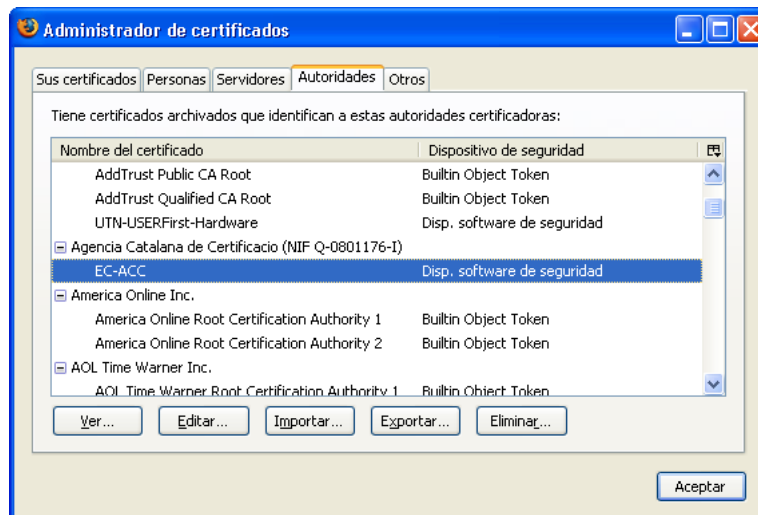 Administrador de certificados
Sus certificados Personas Servidores Autoridades Otros
Tiene certificados archivados que identifican a estas autoridades certificadoras:
Nombre del certificado Dispositivo de seguridad
AddTrust Public CA Root Builtin Object Token
AddTrust Qualified CA Root Builtin Object Token
UTN-USERFirst-Hardware Disp. software de seguridad
Agencia Catalana de Certificacio (NIF Q-0801176-I)
EC-ACC Disp. software de seguridad
America Online Inc.
America Online Root Certification Authority 1 Builtin Object Token
America Online Root Certification Authority 2 Builtin Object Token
AOL Time Warner Inc.
AOL Time Warner Root Certification Authority 1 Builtin Object Token
Ver... Editar... Importar... Exportar... Eliminar...
Aceptar